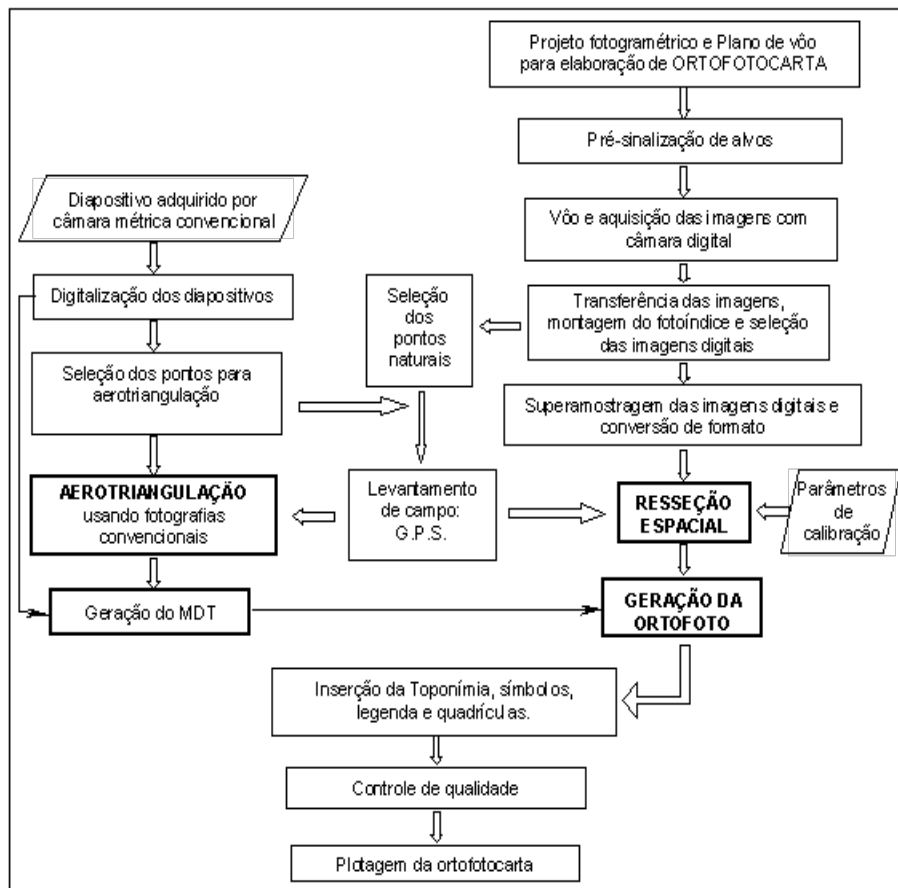 Projeto fotogramétrico e Plano de vôo
para elaboração de ORTOFOTOCARTA
Pré-sinalização de alvos
Diapositivo adquirido por
câmara métrica convencional
Vôo e aquisição das imagens com
câmara digital
Digitalização dos diapositivos
Seleção
dos
pontos
naturais
Transferência das imagens,
montagem do fotoíndice e seleção
das imagens digitais
Seleção dos pontos para
aerotriangulação
Superamostragem das imagens digitais e
conversão de formato
AEROTRIANGULAÇÃO
usando fotografias
convencionais
Levantamento
de campo:
G.P.S.
RESSEÇÃO
ESPACIAL
Parâmetros
de
calibração
Geração do MDT
GERAÇÃO DA
ORTOFOTO
Inserção da Toponímia, símbolos,
legenda e quadrículas.
Controle de qualidade
Plotagem da ortofotocarta